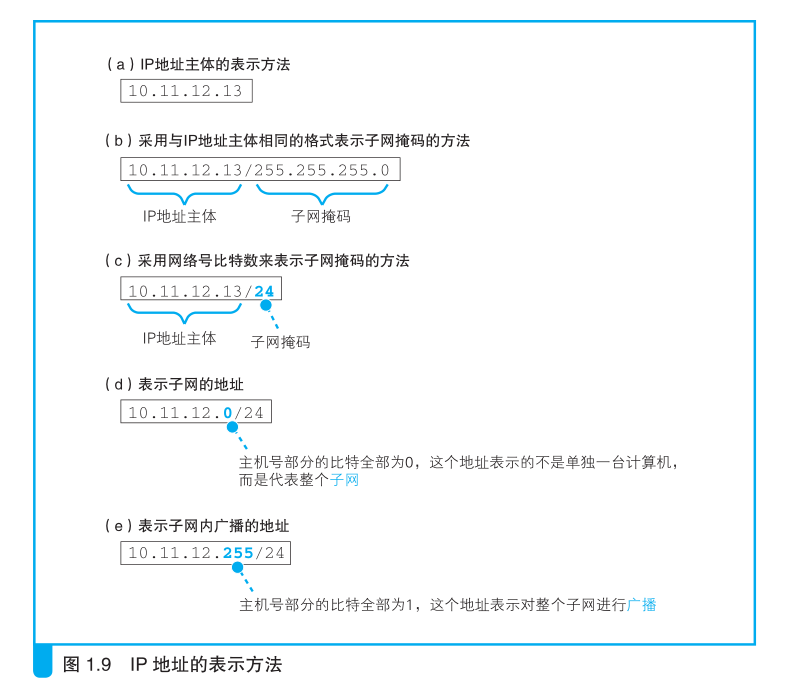 （a）IP地址主体的表示方法
10.11.12.13
（b）采用与IP地址主体相同的格式表示子网掩码的方法
10.11.12.13/255.255.255.0
IP地址主体 子网掩码
（c）采用网络号比特数来表示子网掩码的方法
10.11.12.13/24
IP地址主体 子网掩码
（d）表示子网的地址
10.11.12.0/24
主机号部分的比特全部为0，这个地址表示的不是单独一台计算机，
而是代表整个子网
（e）表示子网内广播的地址
10.11.12.255/24
主机号部分的比特全部为1，这个地址表示对整个子网进行广播
图 1.9 IP 地址的表示方法